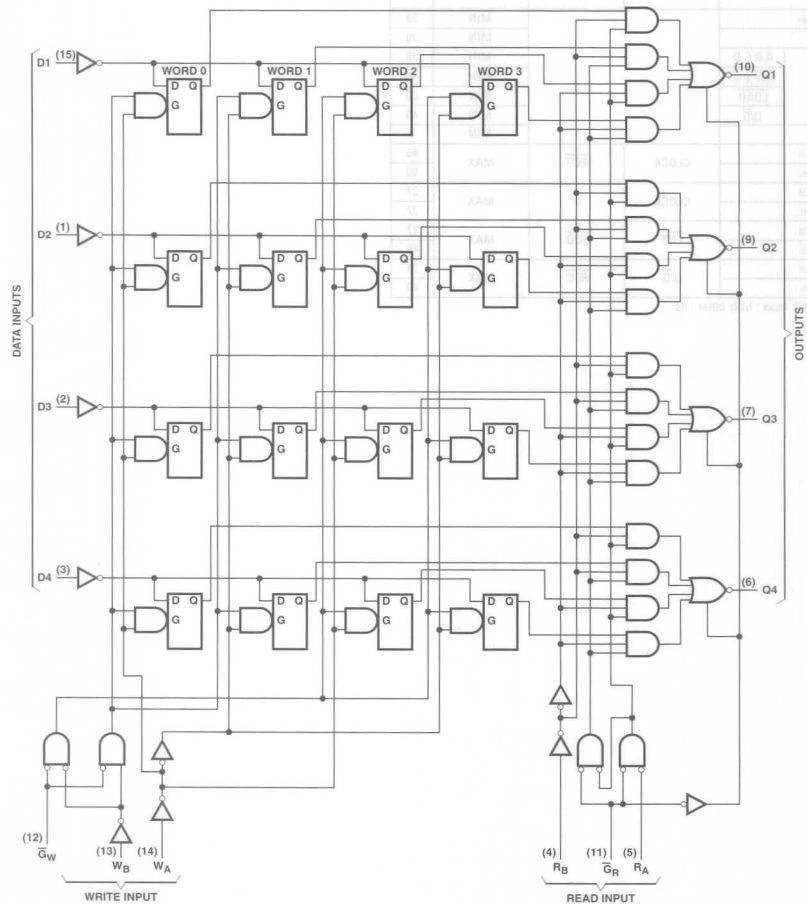 D1 (15)
WORD 0 WORD 1 WORD 2 WORD 3
D Q D Q D Q D Q
G G G G
(10) Q1
D2 (1)
D Q D Q D Q D Q
G G G G
(9) Q2
DATA INPUTS
OUTPUTS
D3 (2)
D Q D Q D Q D Q
G G G G
(7) Q3
D4 (3)
D Q D Q D Q D Q
G G G G
(6) Q4
(12) (13) (14)
G̅W WB WA
WRITE INPUT
(4) (11) (5)
RB G̅R RA
READ INPUT